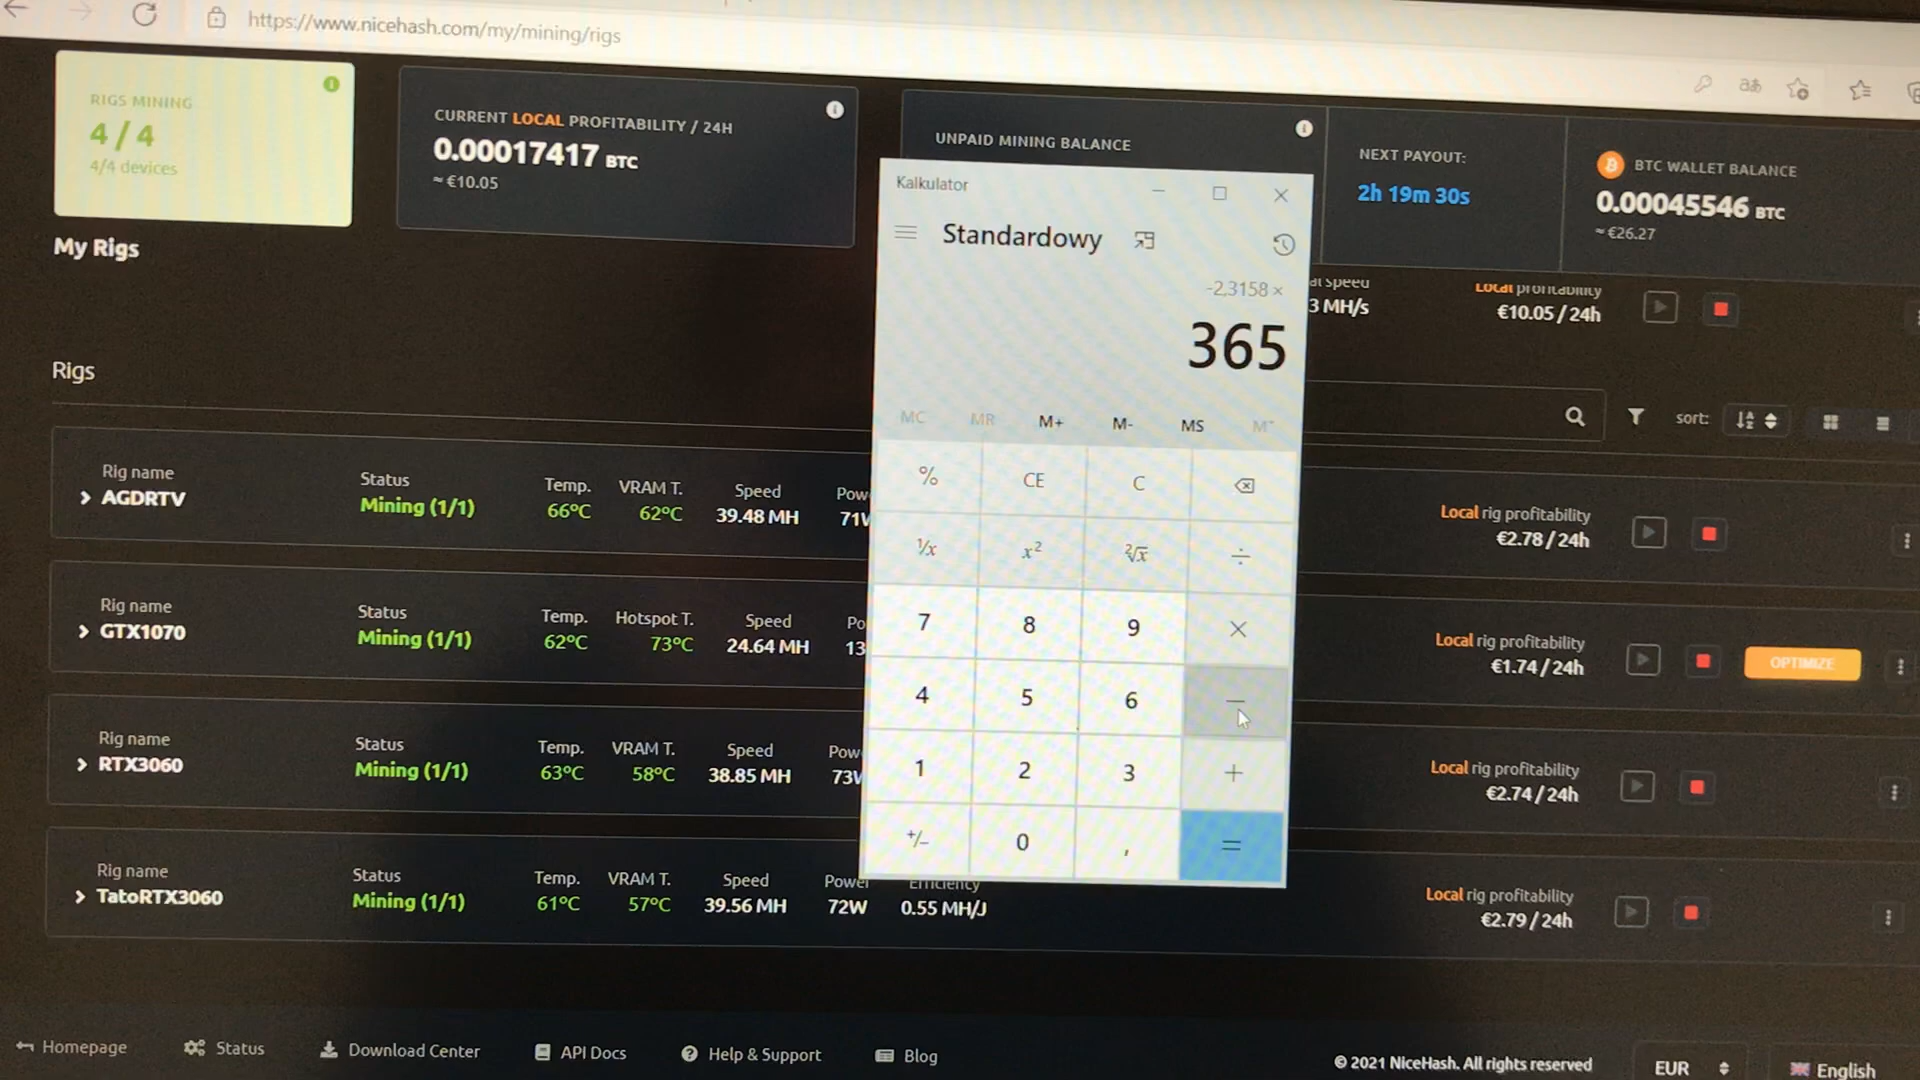 https://www.nicehash.com/my/mining/rigs
RIGS MINING
4 / 4
4/4 devices
CURRENT LOCAL PROFITABILITY / 24H
0.00017417 BTC
≈ €10.05
UNPAID MINING BALANCE
NEXT PAYOUT:
2h 19m 30s
BTC WALLET BALANCE
0.00045546 BTC
≈ €26.27
My Rigs
speed
3 MH/s
Local profitability
€10.05 / 24h
Rigs
sort:
Rig name
AGDRTV
Status
Mining (1/1)
Temp.
66°C
VRAM T.
62°C
Speed
39.48 MH
Local rig profitability
€2.78 / 24h
Rig name
GTX1070
Status
Mining (1/1)
Temp.
62°C
Hotspot T.
73°C
Speed
24.64 MH
Local rig profitability
€1.74 / 24h
OPTIMIZE
Rig name
RTX3060
Status
Mining (1/1)
Temp.
63°C
VRAM T.
58°C
Speed
38.85 MH
Local rig profitability
€2.74 / 24h
Rig name
TatoRTX3060
Status
Mining (1/1)
Temp.
61°C
VRAM T.
57°C
Speed
39.56 MH
Power
72W
Efficiency
0.55 MH/J
Local rig profitability
€2.79 / 24h
Kalkulator
Standardowy
-2,3158 ×
365
MC MR M+ M- MS M˅
% CE C
¹/x x² ²√x ÷
7 8 9 ×
4 5 6 −
1 2 3 +
+/− 0 , =
Homepage
Status
Download Center
API Docs
Help & Support
Blog
© 2021 NiceHash. All rights reserved
EUR
English